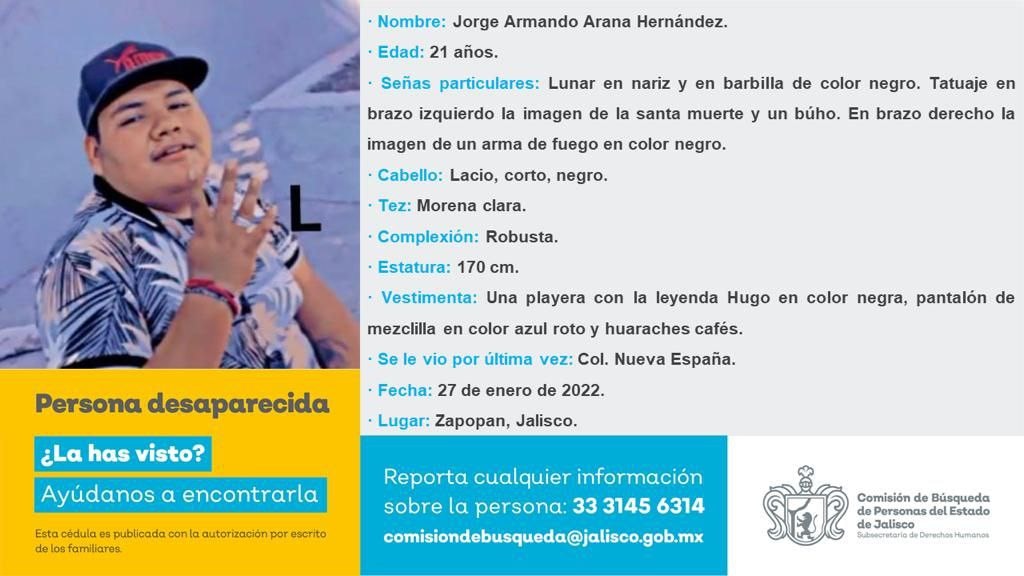 · Nombre: Jorge Armando Arana Hernández.
· Edad: 21 años.
· Señas particulares: Lunar en nariz y en barbilla de color negro. Tatuaje en
brazo izquierdo la imagen de la santa muerte y un búho. En brazo derecho la
imagen de un arma de fuego en color negro.
· Cabello: Lacio, corto, negro.
· Tez: Morena clara.
· Complexión: Robusta.
· Estatura: 170 cm.
· Vestimenta: Una playera con la leyenda Hugo en color negra, pantalón de
mezclilla en color azul roto y huaraches cafés.
· Se le vio por última vez: Col. Nueva España.
· Fecha: 27 de enero de 2022.
· Lugar: Zapopan, Jalisco.
L
Persona desaparecida
¿La has visto?
Ayúdanos a encontrarla
Esta cédula es publicada con la autorización por escrito
de los familiares.
Reporta cualquier información
sobre la persona: 33 3145 6314
comisiondebusqueda@jalisco.gob.mx
Comisión de Búsqueda
de Personas del Estado
de Jalisco
Subsecretaría de Derechos Humanos